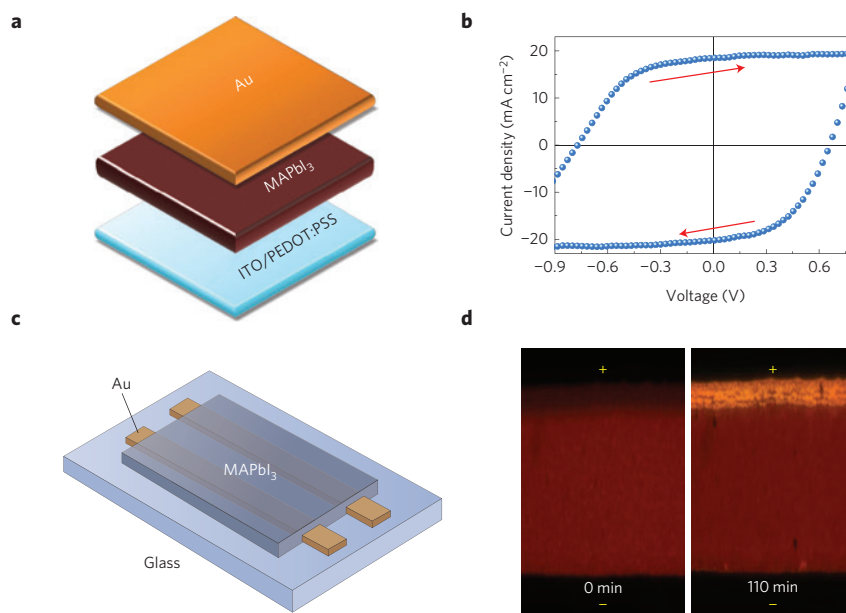 a
Au
MAPbI₃
ITO/PEDOT:PSS
b
Current density (mA cm⁻²)
20
10
0
−10
−20
−0.9
−0.6
−0.3
0.0
0.3
0.6
Voltage (V)
c
Au
MAPbI₃
Glass
d
+
+
0 min
110 min
−
−